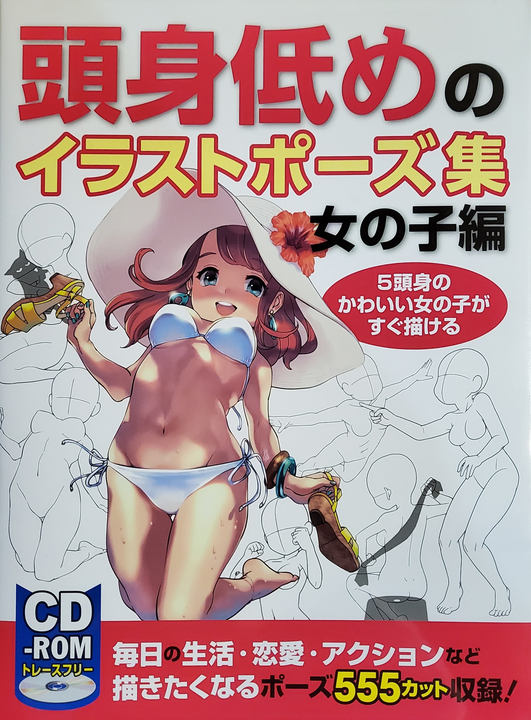 頭身低めの
イラストポーズ集
女の子編
5頭身の
かわいい女の子が
すぐ描ける
CD
-ROM
トレースフリー
毎日の生活・恋愛・アクションなど
描きたくなるポーズ555カット収録!